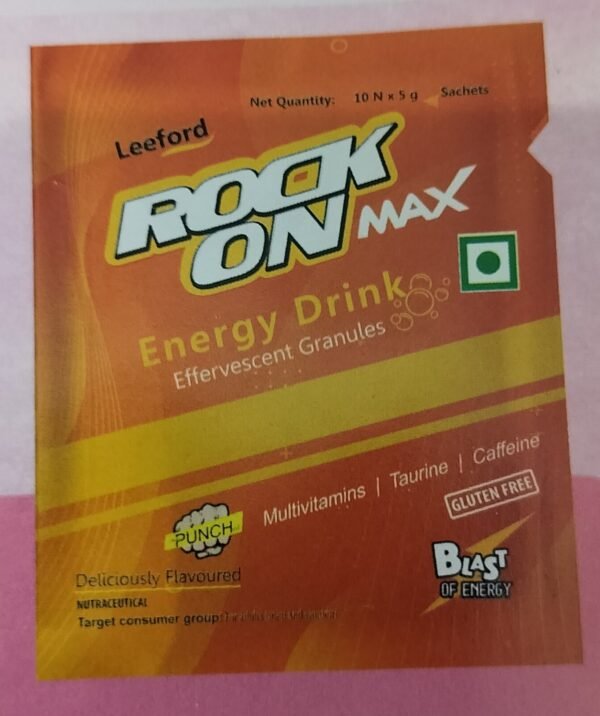 Net Quantity: 10 N x 5 g Sachets
Leeford
ROCK
ON MAX
Energy Drink
Effervescent Granules
Multivitamins | Taurine | Caffeine
GLUTEN FREE
PUNCH
Deliciously Flavoured
BLAST
OF ENERGY
NUTRACEUTICAL
Target consumer group: